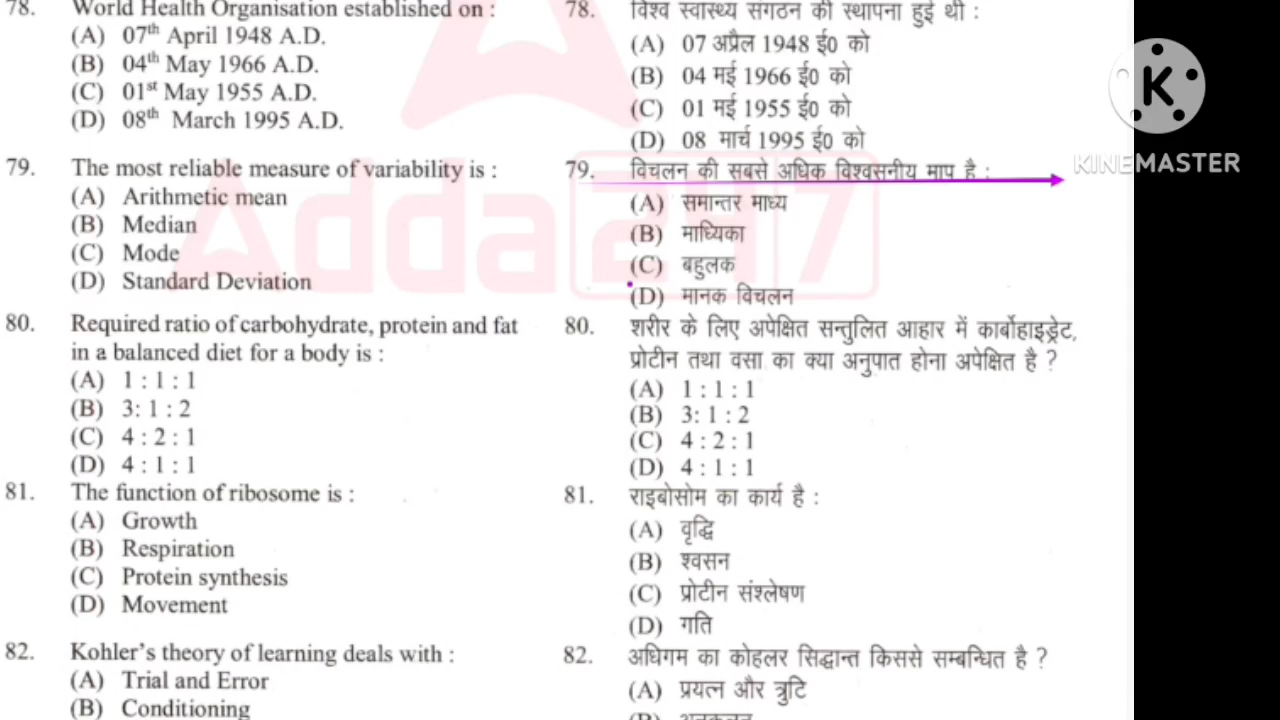 78. World Health Organisation established on :
(A) 07th April 1948 A.D.
(B) 04th May 1966 A.D.
(C) 01st May 1955 A.D.
(D) 08th March 1995 A.D.
79. The most reliable measure of variability is :
(A) Arithmetic mean
(B) Median
(C) Mode
(D) Standard Deviation
80. Required ratio of carbohydrate, protein and fat
in a balanced diet for a body is :
(A) 1 : 1 : 1
(B) 3: 1 : 2
(C) 4 : 2 : 1
(D) 4 : 1 : 1
81. The function of ribosome is :
(A) Growth
(B) Respiration
(C) Protein synthesis
(D) Movement
82. Kohler's theory of learning deals with :
(A) Trial and Error
(B) Conditioning
78. विश्व स्वास्थ्य संगठन की स्थापना हुई थी :
(A) 07 अप्रैल 1948 ई0 को
(B) 04 मई 1966 ई0 को
(C) 01 मई 1955 ई0 को
(D) 08 मार्च 1995 ई0 को
79. विचलन की सबसे अधिक विश्वसनीय माप है :
(A) समान्तर माध्य
(B) माध्यिका
(C) बहुलक
(D) मानक विचलन
80. शरीर के लिए अपेक्षित सन्तुलित आहार में कार्बोहाइड्रेट,
प्रोटीन तथा वसा का क्या अनुपात होना अपेक्षित है ?
(A) 1 : 1 : 1
(B) 3: 1 : 2
(C) 4 : 2 : 1
(D) 4 : 1 : 1
81. राइबोसोम का कार्य है :
(A) वृद्धि
(B) श्वसन
(C) प्रोटीन संश्लेषण
(D) गति
82. अधिगम का कोहलर सिद्धान्त किससे सम्बन्धित है ?
(A) प्रयत्न और त्रुटि
(B)
Adda247
K
KINEMASTER